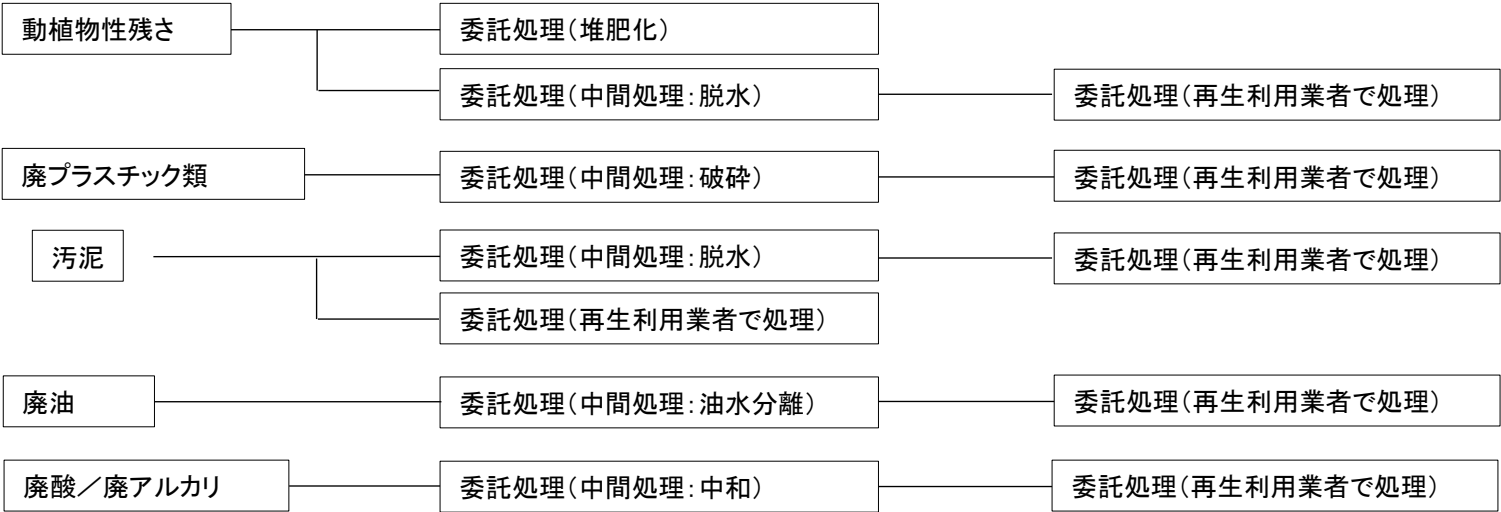 動植物性残さ
委託処理(堆肥化)
委託処理(中間処理:脱水)
委託処理(再生利用業者で処理)
廃プラスチック類
委託処理(中間処理:破砕)
委託処理(再生利用業者で処理)
汚泥
委託処理(中間処理:脱水)
委託処理(再生利用業者で処理)
委託処理(再生利用業者で処理)
廃油
委託処理(中間処理:油水分離)
委託処理(再生利用業者で処理)
廃酸/廃アルカリ
委託処理(中間処理:中和)
委託処理(再生利用業者で処理)